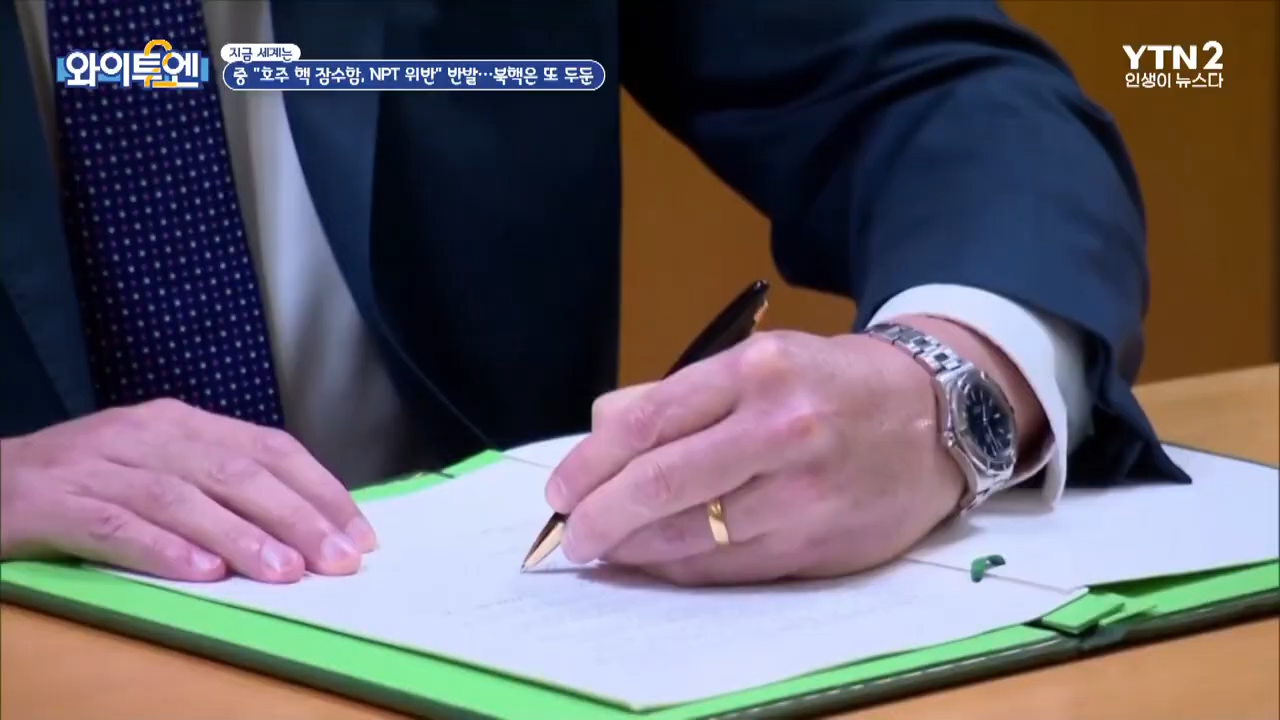 와이투엔
2
지금 세계는
중 "호주 핵 잠수함, NPT 위반" 반발…북핵은 또 두둔
YTN2
인생이 뉴스다